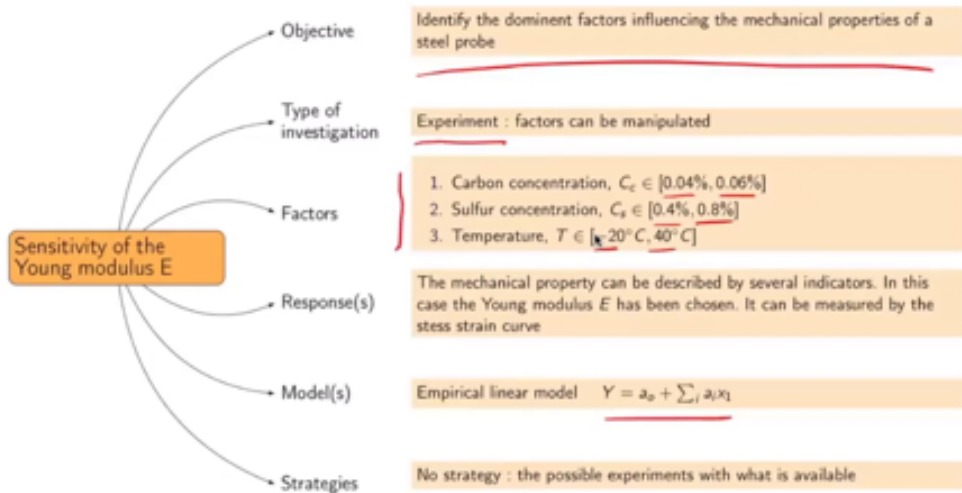 Objective
Identify the dominent factors influencing the mechanical properties of a
steel probe
Type of
investigation
Experiment : factors can be manipulated
Factors
1. Carbon concentration, C_c ∈ [0.04%, 0.06%]
2. Sulfur concentration, C_s ∈ [0.4%, 0.8%]
3. Temperature, T ∈ [-20°C, 40°C]
Sensitivity of the
Young modulus E
Response(s)
The mechanical property can be described by several indicators. In this
case the Young modulus E has been chosen. It can be measured by the
stess strain curve
Model(s)
Empirical linear model Y = a_o + ∑_i a_i x_1
Strategies
No strategy : the possible experiments with what is available